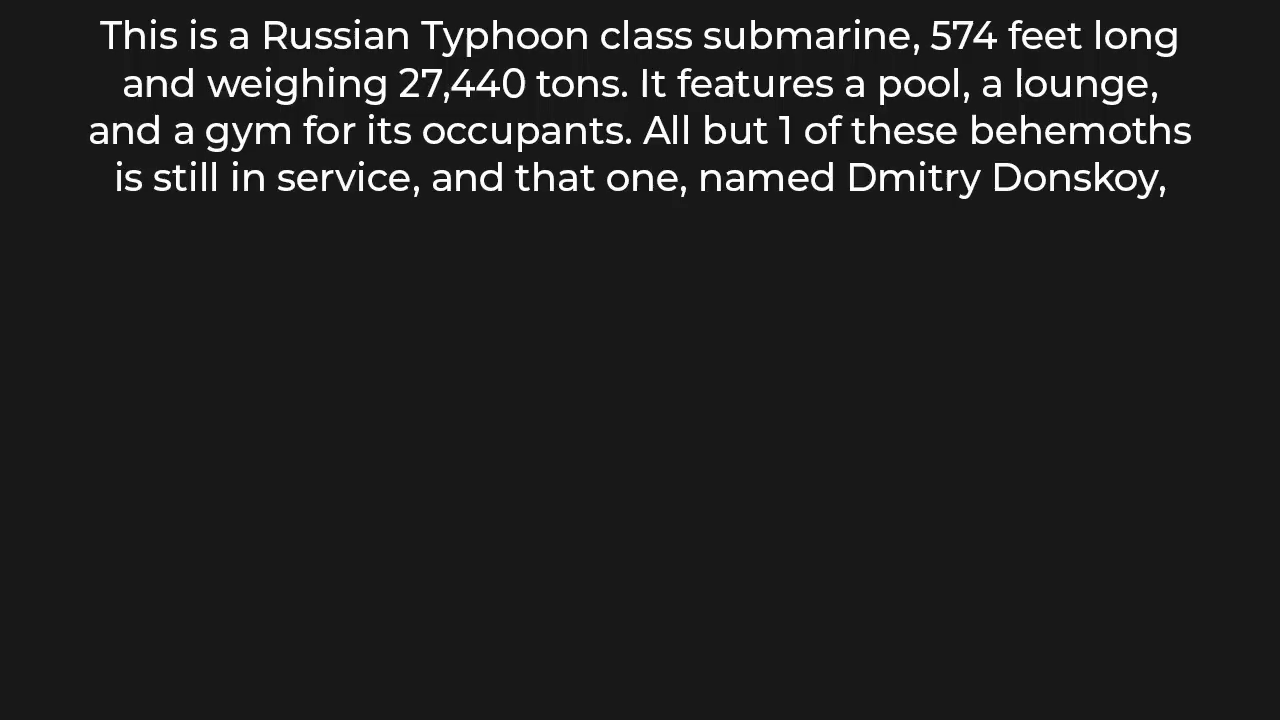 This is a Russian Typhoon class submarine, 574 feet long
and weighing 27,440 tons. It features a pool, a lounge,
and a gym for its occupants. All but 1 of these behemoths
is still in service, and that one, named Dmitry Donskoy,